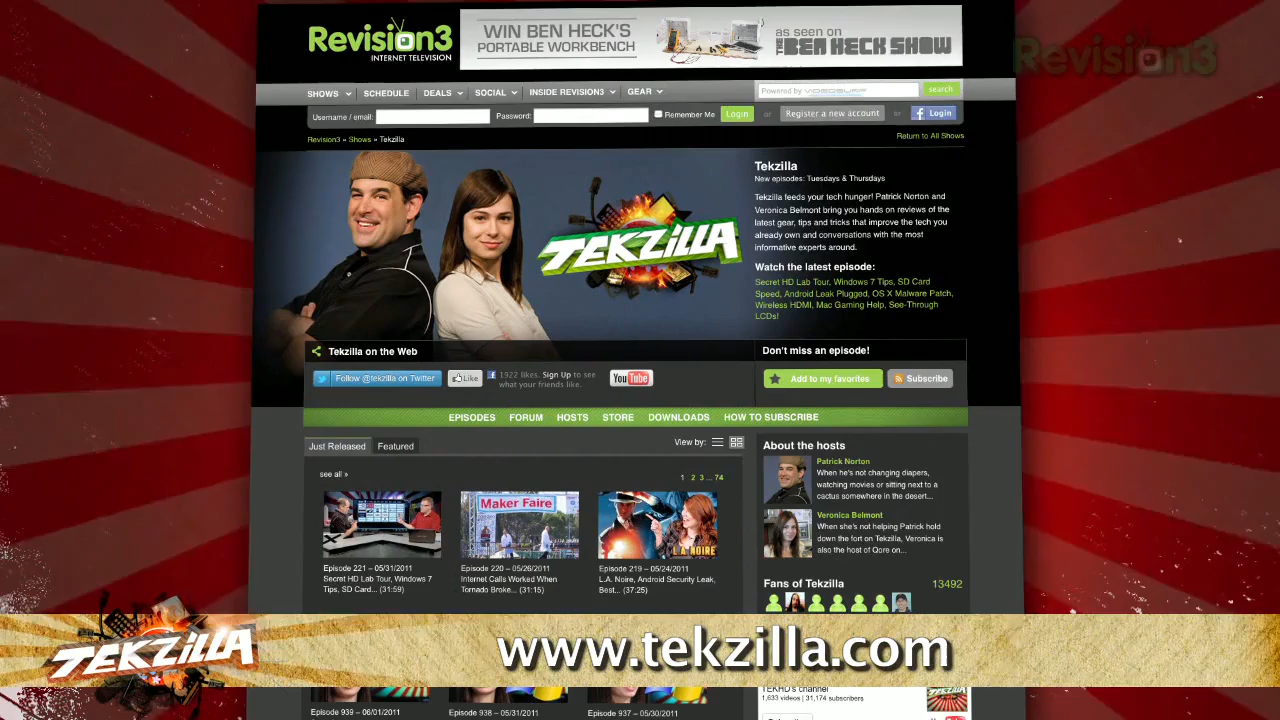 Revision3
INTERNET TELEVISION
WIN BEN HECK'S
PORTABLE WORKBENCH
as seen on
THE BEN HECK SHOW
Revision3
SHOWS
SCHEDULE
DEALS
SOCIAL
INSIDE REVISION3
GEAR
Powered by VIDEOSURF
search
Username / email:
Password:
Remember Me
Login
or
Register a new account
or
f Login
Revision3 » Shows » Tekzilla
Return to All Shows
TEKZILLA
Tekzilla
New episodes: Tuesdays & Thursdays
Tekzilla feeds your tech hunger! Patrick Norton and
Veronica Belmont bring you hands on reviews of the
latest gear, tips and tricks that improve the tech you
already own and conversations with the most
informative experts around.
Watch the latest episode:
Secret HD Lab Tour, Windows 7 Tips, SD Card
Speed, Android Leak Plugged, OS X Malware Patch,
Wireless HDMI, Mac Gaming Help, See-Through
LCDs!
Tekzilla on the Web
Follow @tekzilla on Twitter
Like
1922 likes. Sign Up to see
what your friends like.
YouTube
Don't miss an episode!
Add to my favorites
Subscribe
EPISODES
FORUM
HOSTS
STORE
DOWNLOADS
HOW TO SUBSCRIBE
Just Released
Featured
View by:
see all »
1 2 3 ... 74
Maker Faire
L.A. NOIRE
Episode 221 – 05/31/2011
Secret HD Lab Tour, Windows 7
Tips, SD Card... (31:59)
Episode 220 – 05/26/2011
Internet Calls Worked When
Tornado Broke... (31:15)
Episode 219 – 05/24/2011
L.A. Noire, Android Security Leak,
Best... (37:25)
About the hosts
Patrick Norton
When he's not changing diapers,
watching movies or sitting next to a
cactus somewhere in the desert...
Veronica Belmont
When she's not helping Patrick hold
down the fort on Tekzilla, Veronica is
also the host of Qore on...
Fans of Tekzilla
13492
TEKZILLA
www.tekzilla.com
TEKHD's channel
1,633 videos | 31,174 subscribers
TEKZILLA
Episode 939 – 06/01/2011
Episode 938 – 05/31/2011
Episode 937 – 05/30/2011